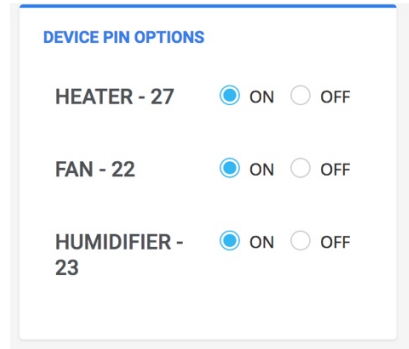 DEVICE PIN OPTIONS
HEATER - 27 ON OFF
FAN - 22 ON OFF
HUMIDIFIER - ON OFF
23